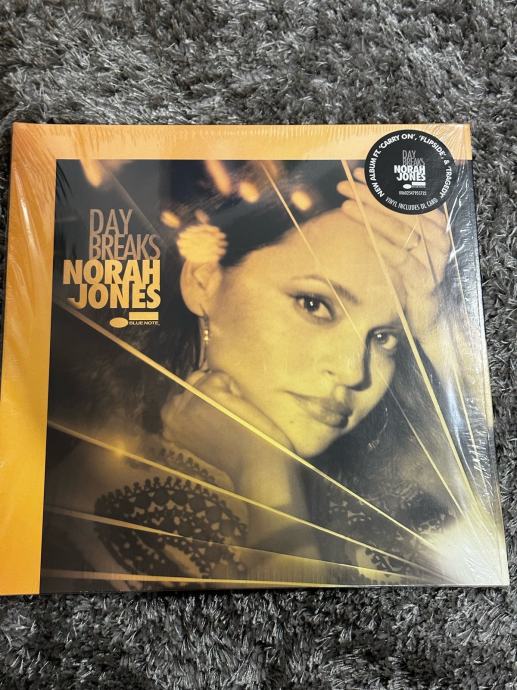 DAY
BREAKS
NORAH
JONES
BLUE NOTE
NEW ALBUM FT. 'CARRY ON', 'FLIPSIDE', & 'TRAGEDY'
DAY
BREAKS
NORAH
JONES
VINYL INCLUDES DL CARD